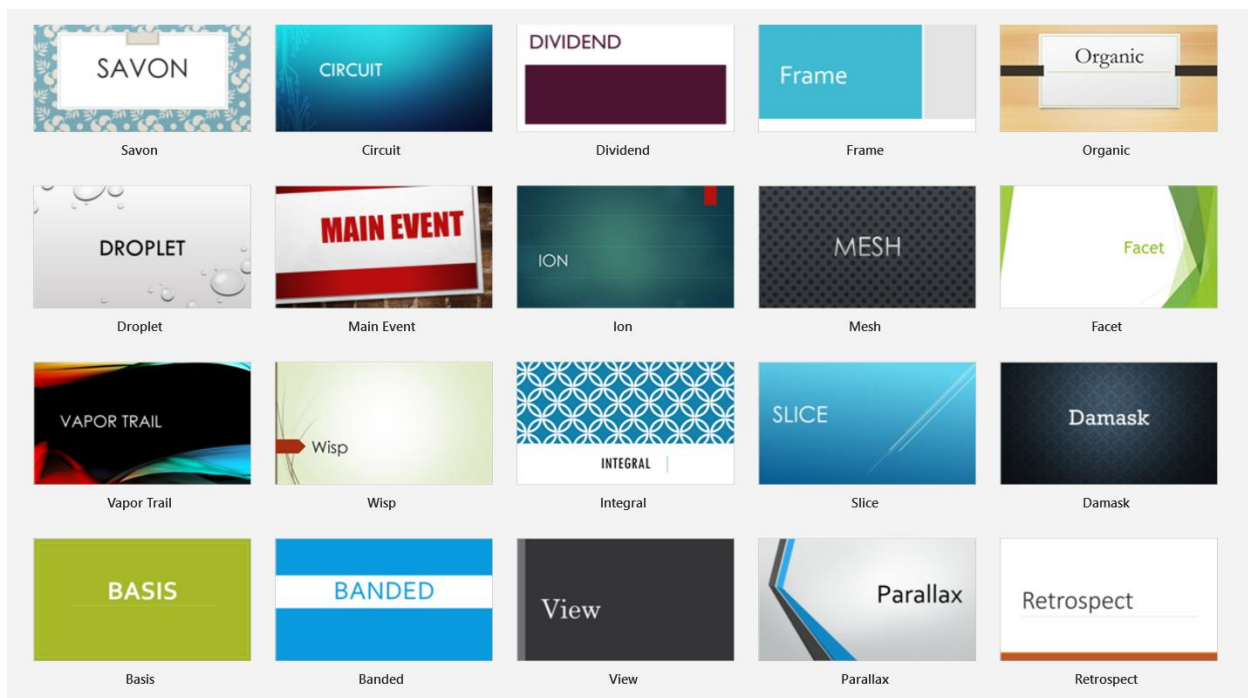 SAVON
CIRCUIT
DIVIDEND
Frame
Organic
Savon
Circuit
Dividend
Frame
Organic
DROPLET
MAIN EVENT
ION
MESH
Facet
Droplet
Main Event
Ion
Mesh
Facet
VAPOR TRAIL
Wisp
INTEGRAL
SLICE
Damask
Vapor Trail
Wisp
Integral
Slice
Damask
BASIS
BANDED
View
Parallax
Retrospect
Basis
Banded
View
Parallax
Retrospect